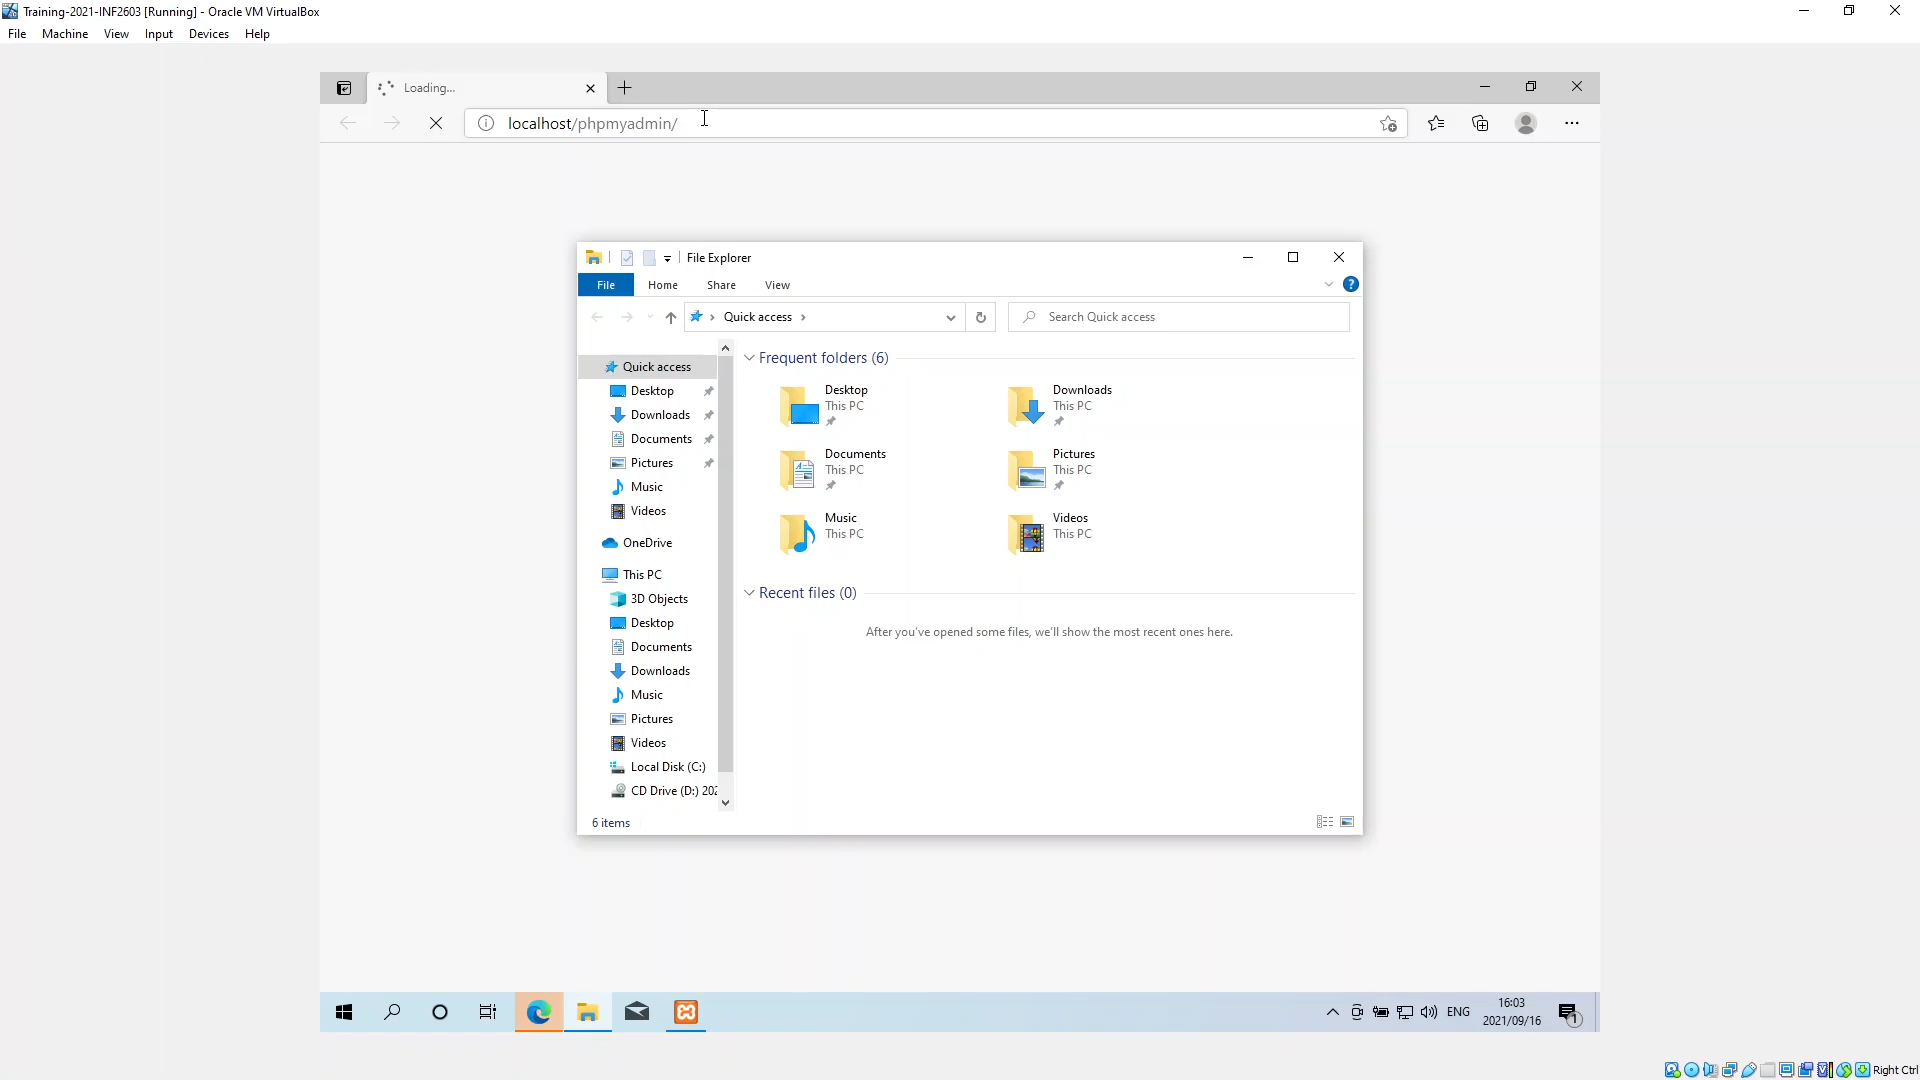 Training-2021-INF2603 [Running] - Oracle VM VirtualBox
File Machine View Input Devices Help
Loading...
localhost/phpmyadmin/
File Explorer
File Home Share View
Quick access
Search Quick access
Quick access
Desktop
Downloads
Documents
Pictures
Music
Videos
OneDrive
This PC
3D Objects
Desktop
Documents
Downloads
Music
Pictures
Videos
Local Disk (C:)
CD Drive (D:) 202
Frequent folders (6)
Desktop
This PC
Downloads
This PC
Documents
This PC
Pictures
This PC
Music
This PC
Videos
This PC
Recent files (0)
After you've opened some files, we'll show the most recent ones here.
6 items
ENG
16:03
2021/09/16
1
Right Ctrl